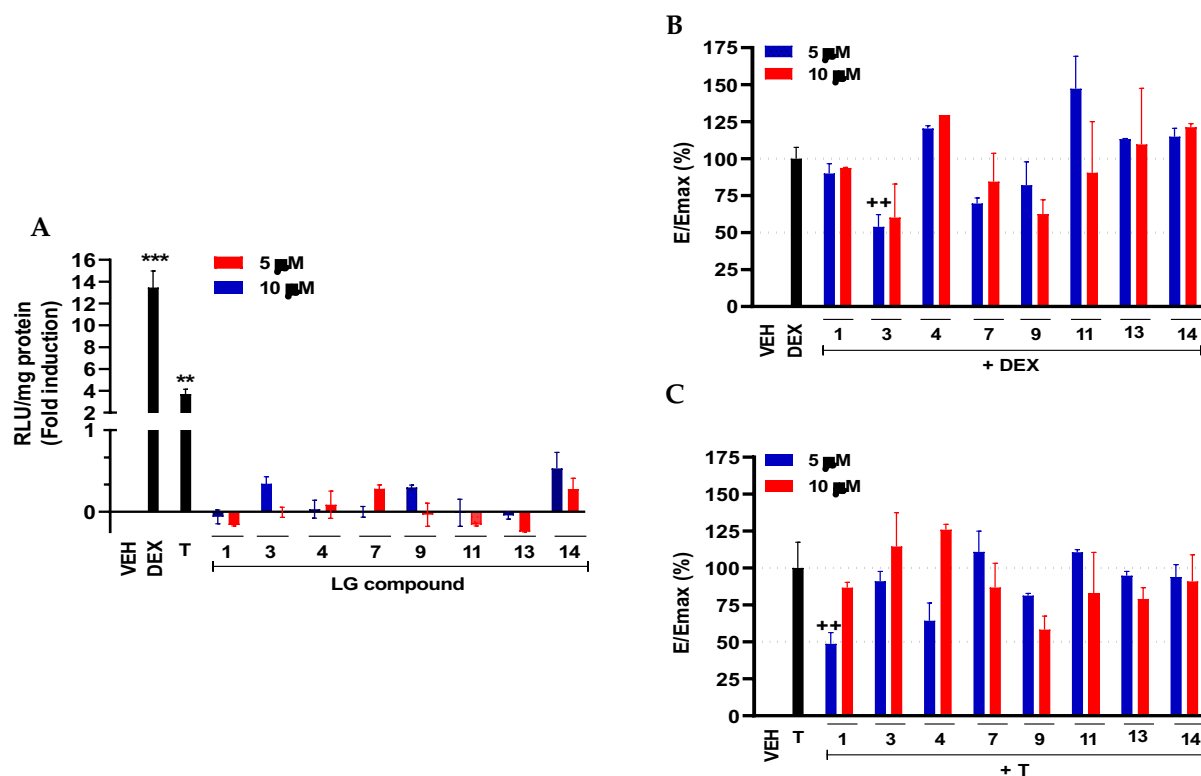 A
RLU/mg protein
(Fold induction)
16
14
12
10
8
6
4
2
1
0
***
**
5 μM
10 μM
VEH
DEX
T
1 3 4 7 9 11 13 14
LG compound
B
E/Emax (%)
175
150
125
100
75
50
25
0
5 μM
10 μM
++
VEH
DEX
1 3 4 7 9 11 13 14
+ DEX
C
E/Emax (%)
175
150
125
100
75
50
25
0
5 μM
10 μM
++
VEH
T
1 3 4 7 9 11 13 14
+ T